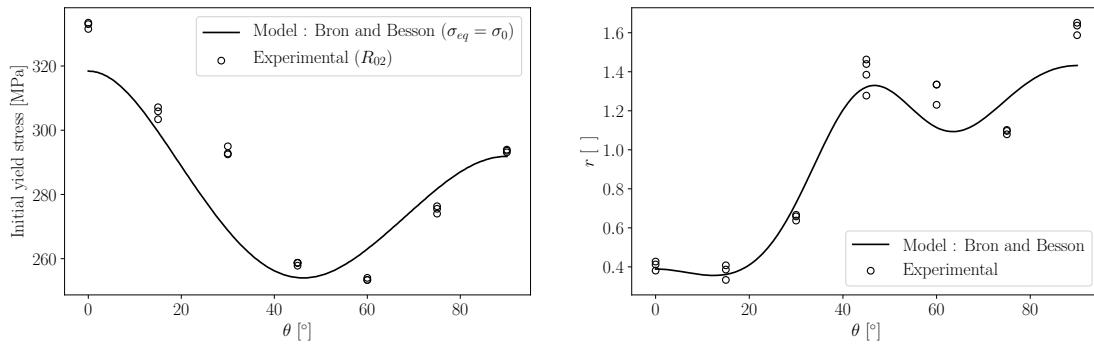 Initial yield stress [MPa]
320
300
280
260
0
20
40
60
80
θ [°]
Model : Bron and Besson (σ_eq = σ_0)
Experimental (R_02)
r [ ]
1.6
1.4
1.2
1.0
0.8
0.6
0.4
0
20
40
60
80
θ [°]
Model : Bron and Besson
Experimental